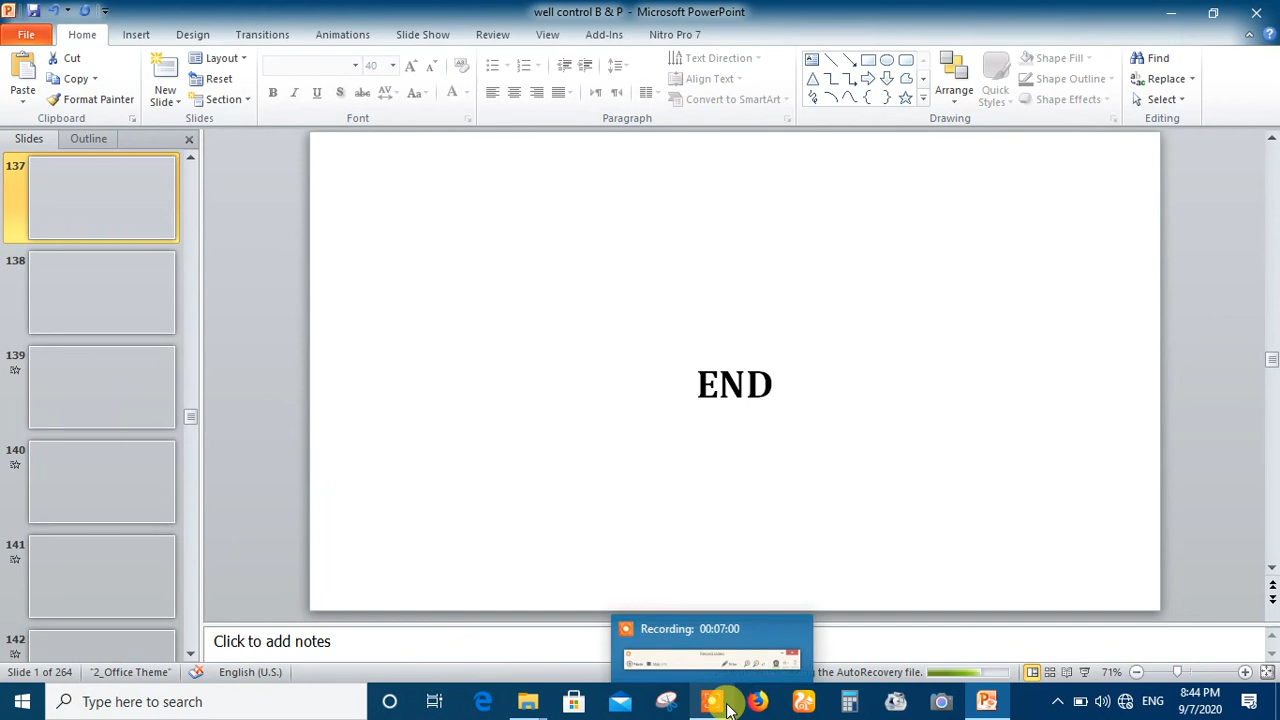 well control B & P - Microsoft PowerPoint
File Home Insert Design Transitions Animations Slide Show Review View Add-Ins Nitro Pro 7
Paste
Cut
Copy
Format Painter
Clipboard
New Slide
Layout
Reset
Section
Slides
40
B I U S abc AV Aa A
Font
Text Direction
Align Text
Convert to SmartArt
Paragraph
Arrange
Quick Styles
Shape Fill
Shape Outline
Shape Effects
Drawing
Find
Replace
Select
Editing
Slides Outline
137
138
139
140
141
142
END
Click to add notes
Recording: 00:07:00
Slide 1 of 264 "2_Office Theme" English (U.S.) the AutoRecovery file. 71%
Type here to search
ENG
8:44 PM
9/7/2020